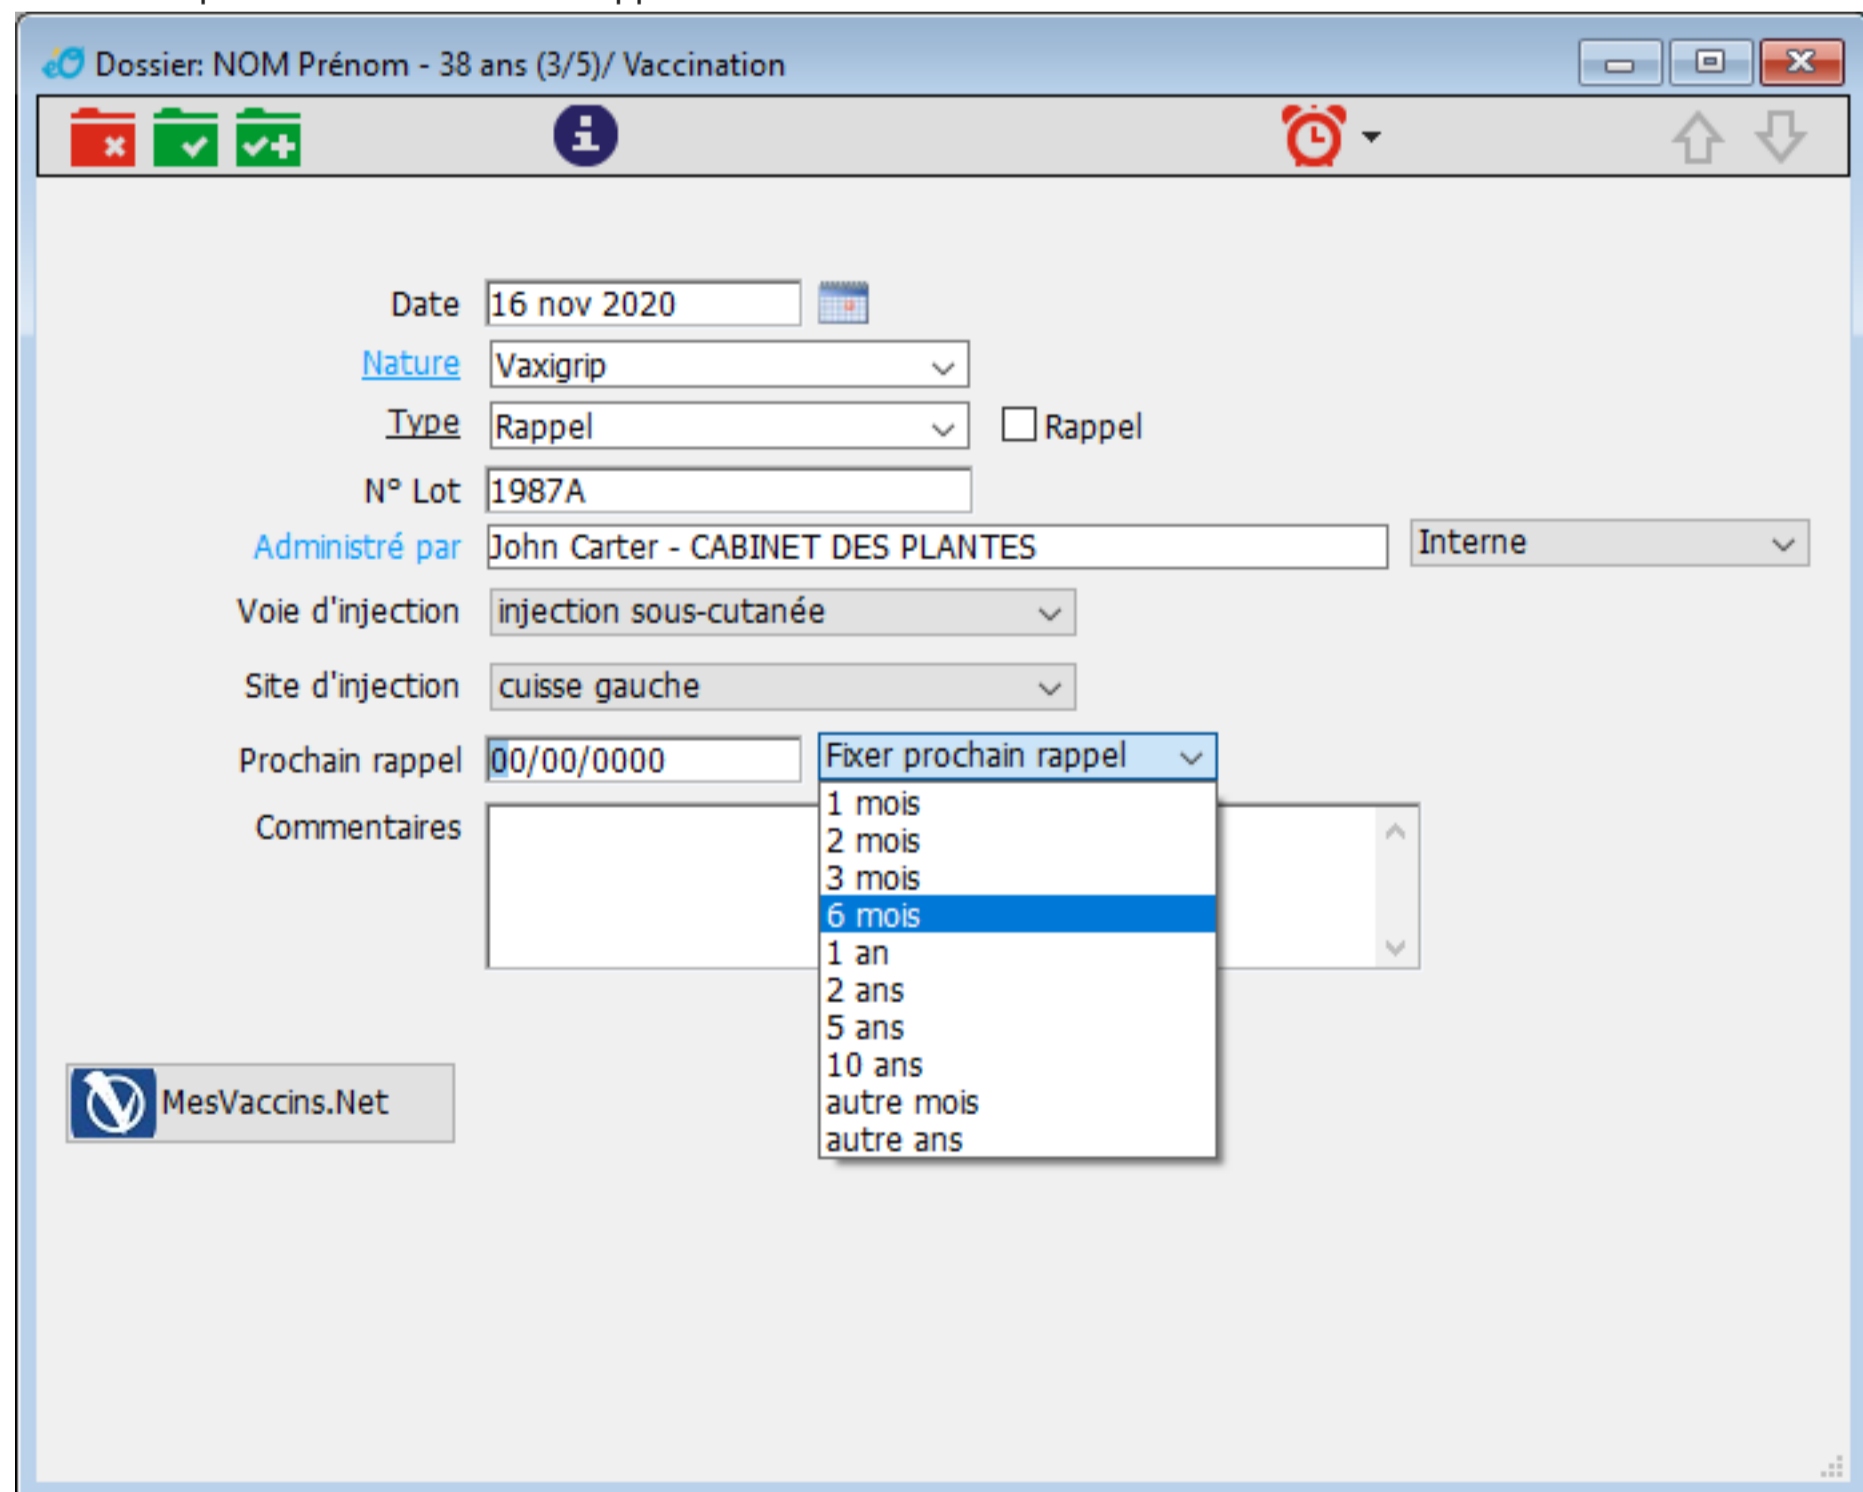 Dossier: NOM Prénom - 38 ans (3/5)/ Vaccination
Date 16 nov 2020
Nature Vaxigrip
Type Rappel Rappel
N° Lot 1987A
Administré par John Carter - CABINET DES PLANTES Interne
Voie d'injection injection sous-cutanée
Site d'injection cuisse gauche
Prochain rappel 00/00/0000 Fixer prochain rappel
1 mois
Commentaires
2 mois
3 mois
6 mois
1 an
2 ans
5 ans
10 ans
autre mois
autre ans
MesVaccins.Net